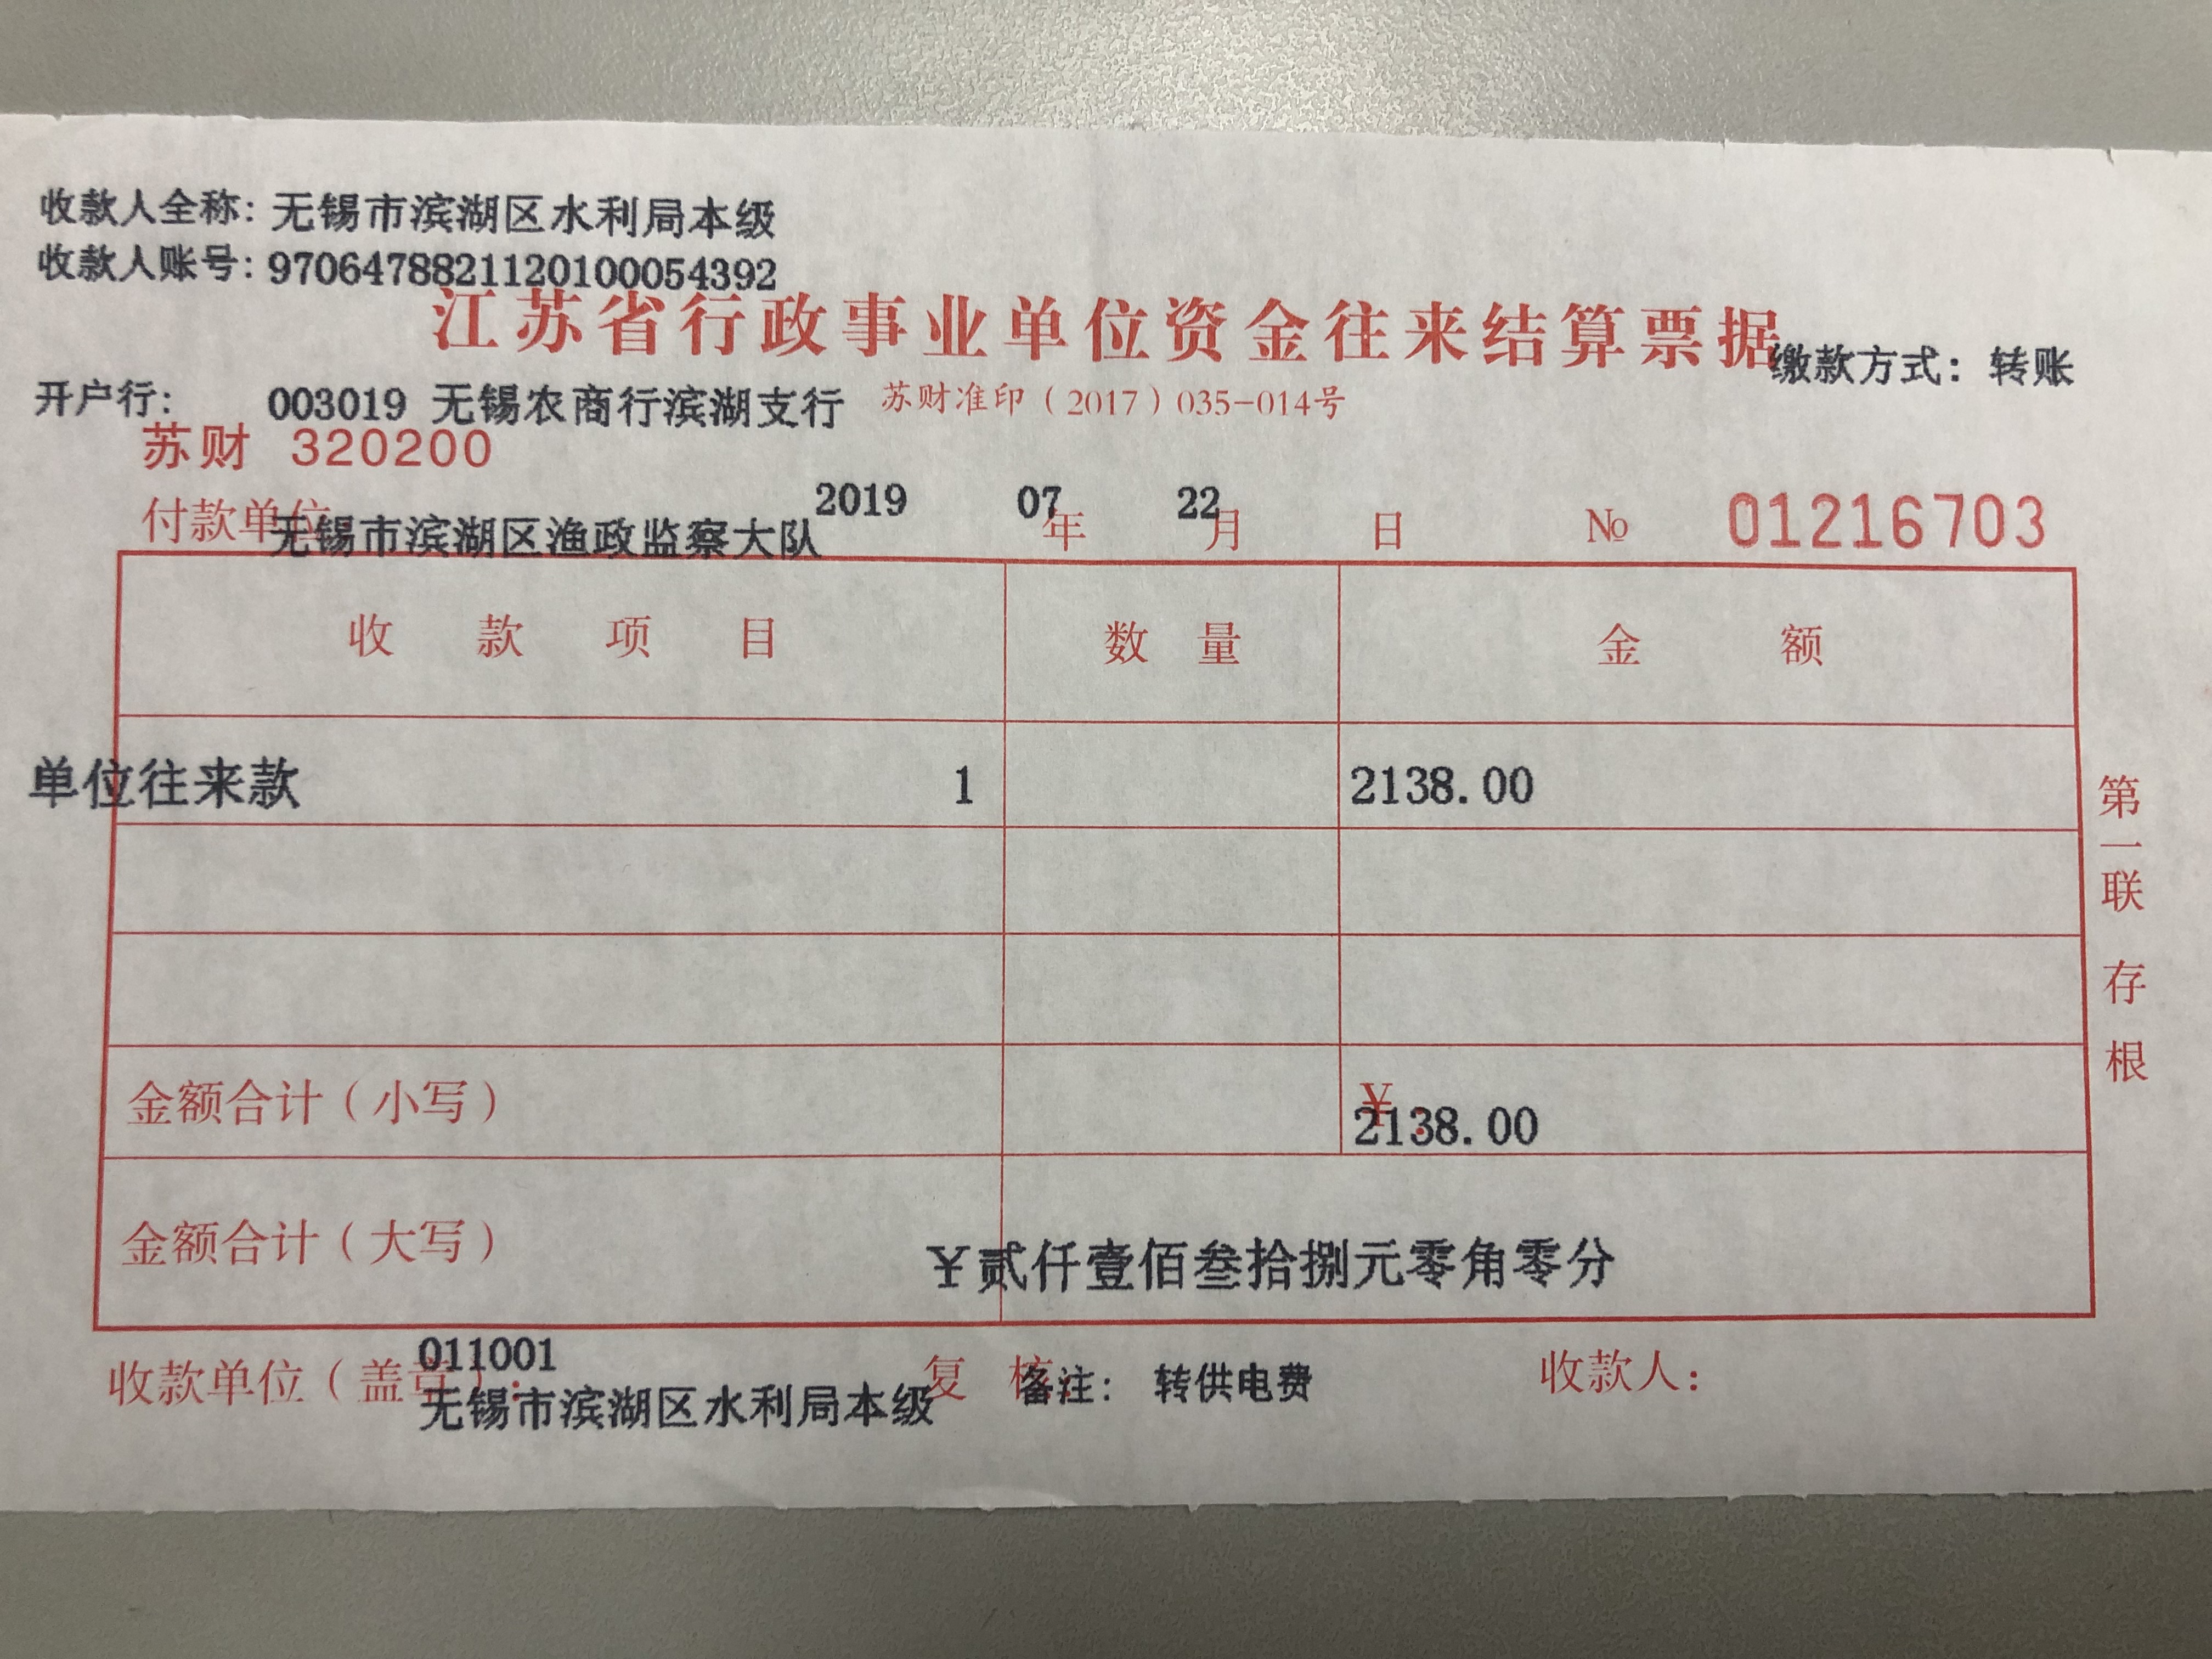 收款人全称: 无锡市滨湖区水利局本级
收款人账号: 97064788211201000054392
江苏省行政事业单位资金往来结算票据
缴款方式: 转账
开户行: 003019 无锡农商行滨湖支行
苏财准印（2017）035-014号
苏财 320200
付款单位 无锡市滨湖区渔政监察大队
2019 年 07 月 22 日
№ 01216703
收款项目 数量 金额
单位往来款 1 2138.00
金额合计（小写） ￥: 2138.00
金额合计（大写） ￥贰仟壹佰叁拾捌元零角零分
第一联 存根
收款单位（盖章）: 011001
无锡市滨湖区水利局本级
复核
备注: 转供电费
收款人: